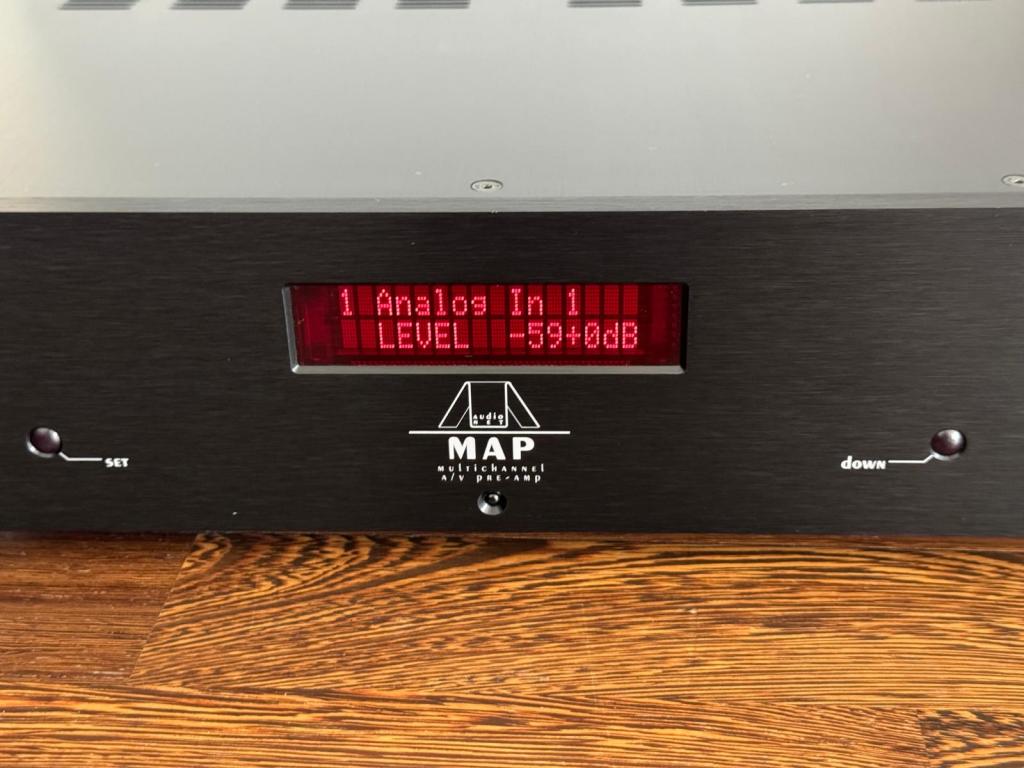 1 Analog In 1
LEVEL -59+0dB
Audio
NET
MAP
multichannel
A/V PRE-AMP
SET
down